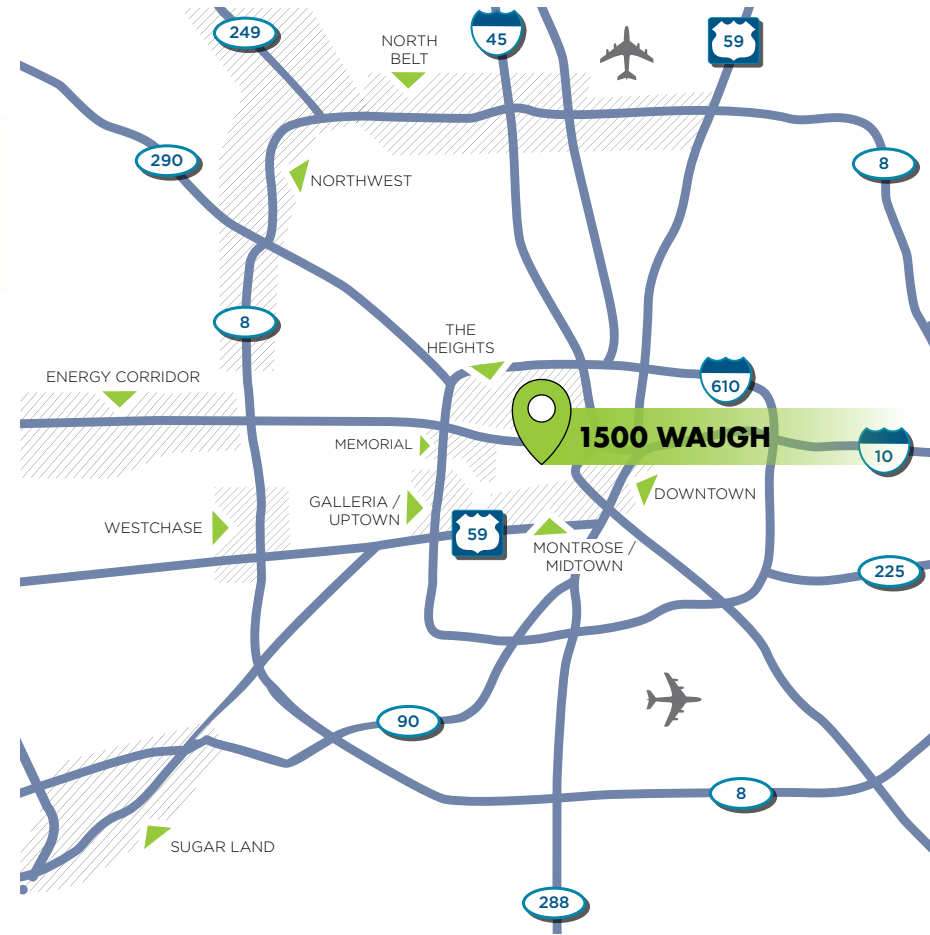 249
45
59
NORTH
BELT
290
8
NORTHWEST
8
THE
HEIGHTS
ENERGY CORRIDOR
610
1500 WAUGH
MEMORIAL
10
GALLERIA /
UPTOWN
DOWNTOWN
WESTCHASE
59
MONTROSE /
MIDTOWN
225
90
8
SUGAR LAND
288